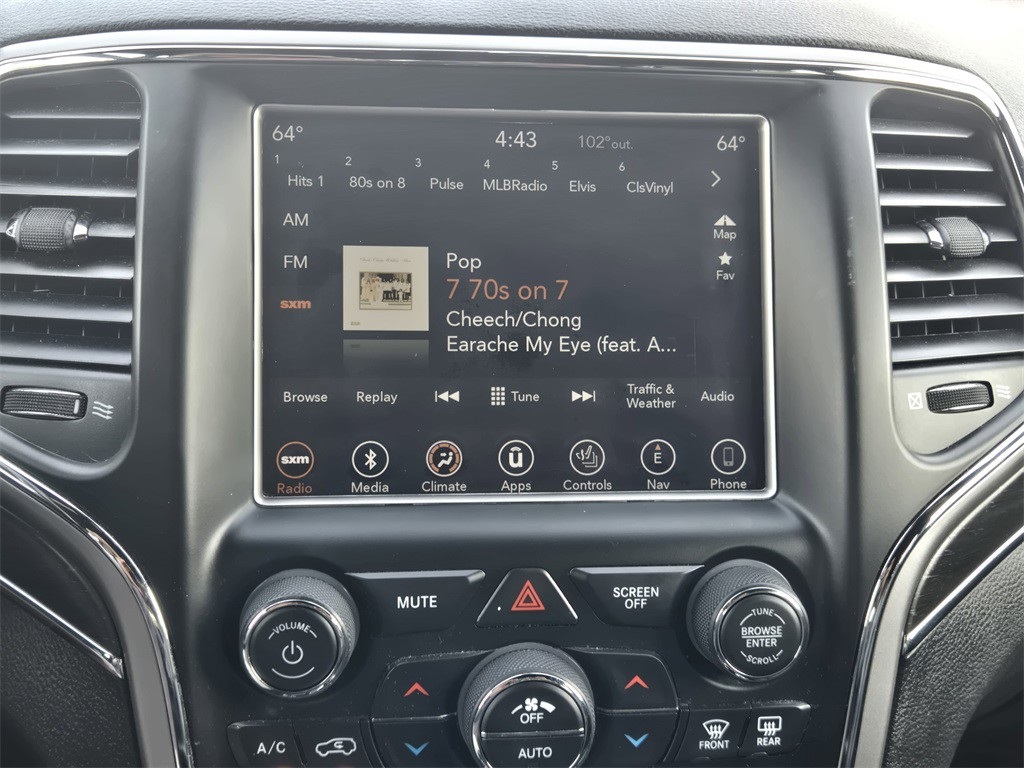 64° 4:43 102°out. 64°
1 2 3 4 5 6
Hits 1 80s on 8 Pulse MLBRadio Elvis ClsVinyl
AM
Map
FM
Fav
sxm
Pop
7 70s on 7
Cheech/Chong
Earache My Eye (feat. A...
Browse Replay Tune Traffic &
Weather Audio
sxm E
Radio Media Climate Apps Controls Nav Phone
MUTE
SCREEN
OFF
VOLUME
TUNE
BROWSE
ENTER
SCROLL
OFF
AUTO
A/C
FRONT
REAR